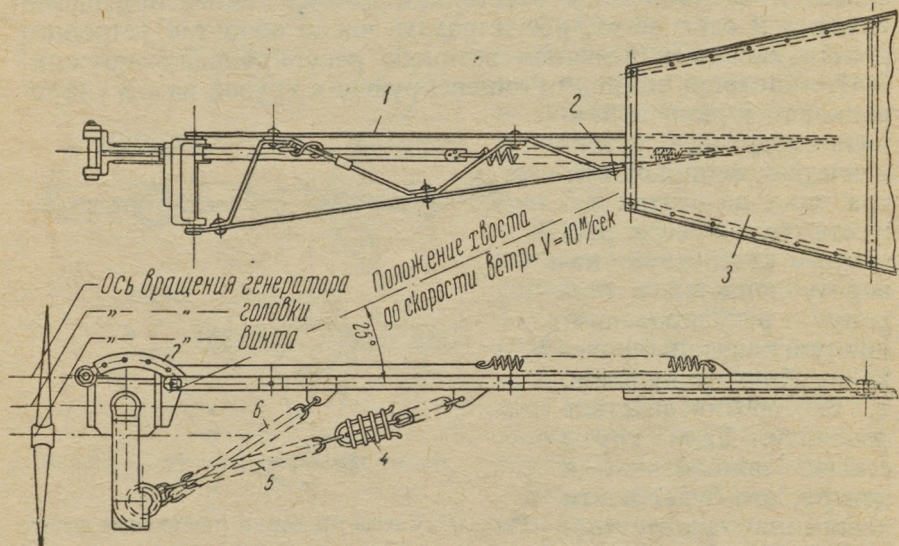 1
2
3
Положение хвоста
до скорости ветра V=10 м/сек
25°
Ось вращения генератора
„ — „ — головки
„ — „ — винта
7
6
5
4